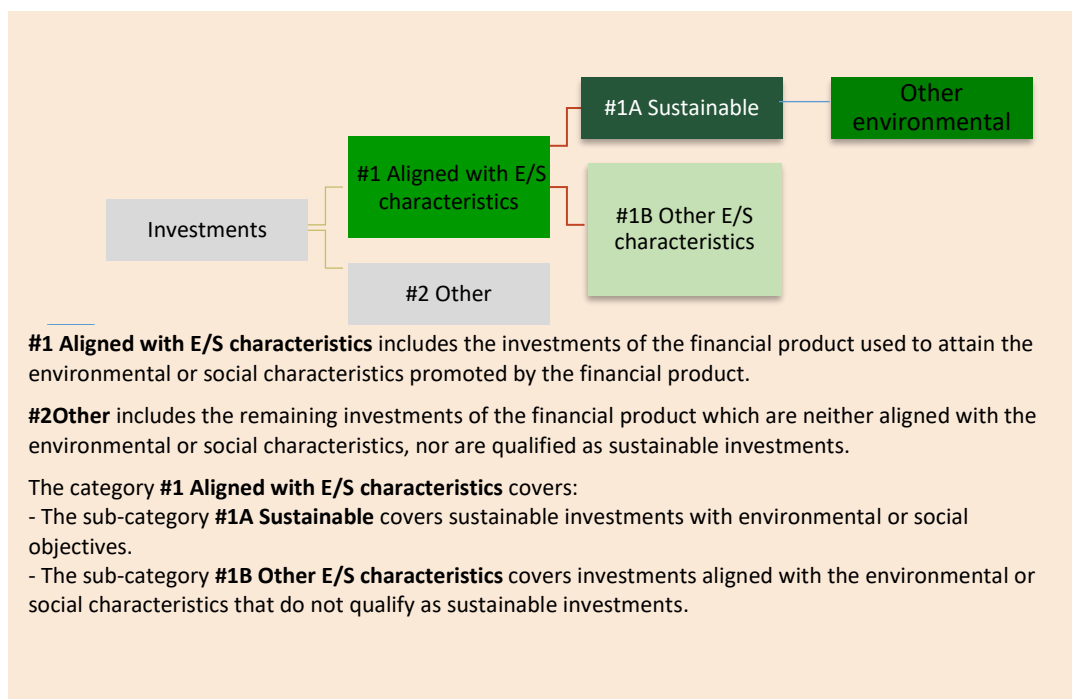 Other
environmental
#1A Sustainable
#1 Aligned with E/S
characteristics
#1B Other E/S
characteristics
Investments
#2 Other
#1 Aligned with E/S characteristics includes the investments of the financial product used to attain the
environmental or social characteristics promoted by the financial product.
#2Other includes the remaining investments of the financial product which are neither aligned with the
environmental or social characteristics, nor are qualified as sustainable investments.
The category #1 Aligned with E/S characteristics covers:
- The sub-category #1A Sustainable covers sustainable investments with environmental or social
objectives.
- The sub-category #1B Other E/S characteristics covers investments aligned with the environmental or
social characteristics that do not qualify as sustainable investments.